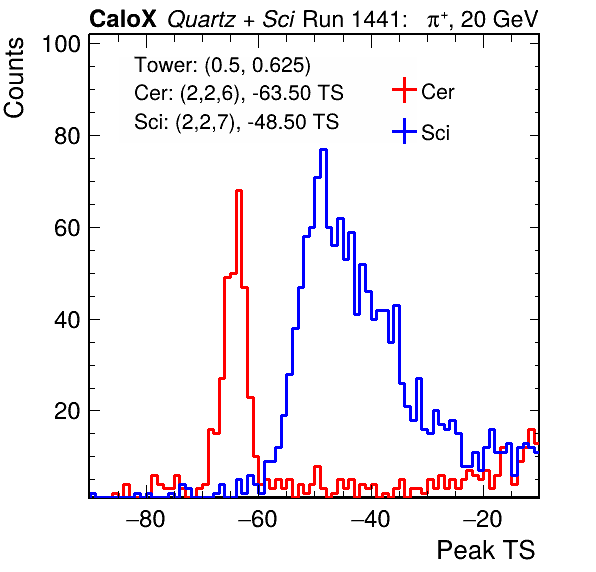 CaloX Quartz + Sci Run 1441: π⁺, 20 GeV
Counts
100
80
60
40
20
Tower: (0.5, 0.625)
Cer: (2,2,6), -63.50 TS
Sci: (2,2,7), -48.50 TS
Cer
Sci
−80 −60 −40 −20
Peak TS